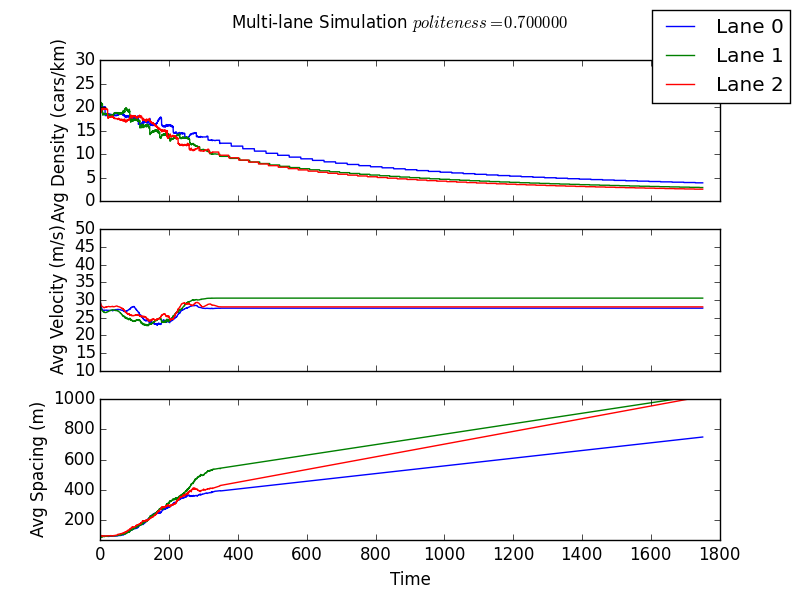 Multi-lane Simulation politeness=0.700000
Lane 0
Lane 1
Lane 2
Avg Density (cars/km)
30
25
20
15
10
5
0
Avg Velocity (m/s)
50
45
40
35
30
25
20
15
10
Avg Spacing (m)
1000
800
600
400
200
0 200 400 600 800 1000 1200 1400 1600 1800
Time